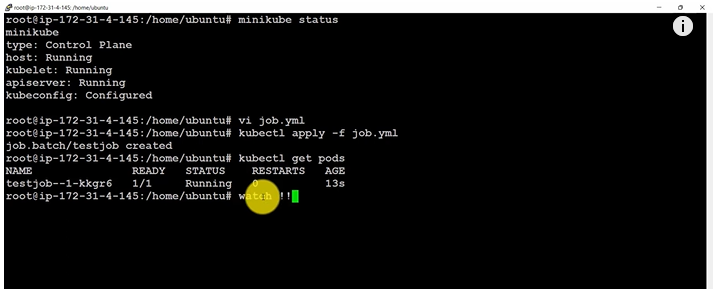 root@ip-172-31-4-145: /home/ubuntu
root@ip-172-31-4-145:/home/ubuntu# minikube status
minikube
type: Control Plane
host: Running
kubelet: Running
apiserver: Running
kubeconfig: Configured
root@ip-172-31-4-145:/home/ubuntu# vi job.yml
root@ip-172-31-4-145:/home/ubuntu# kubectl apply -f job.yml
job.batch/testjob created
root@ip-172-31-4-145:/home/ubuntu# kubectl get pods
NAME READY STATUS RESTARTS AGE
testjob--1-kkgr6 1/1 Running 0 13s
root@ip-172-31-4-145:/home/ubuntu# watch !!